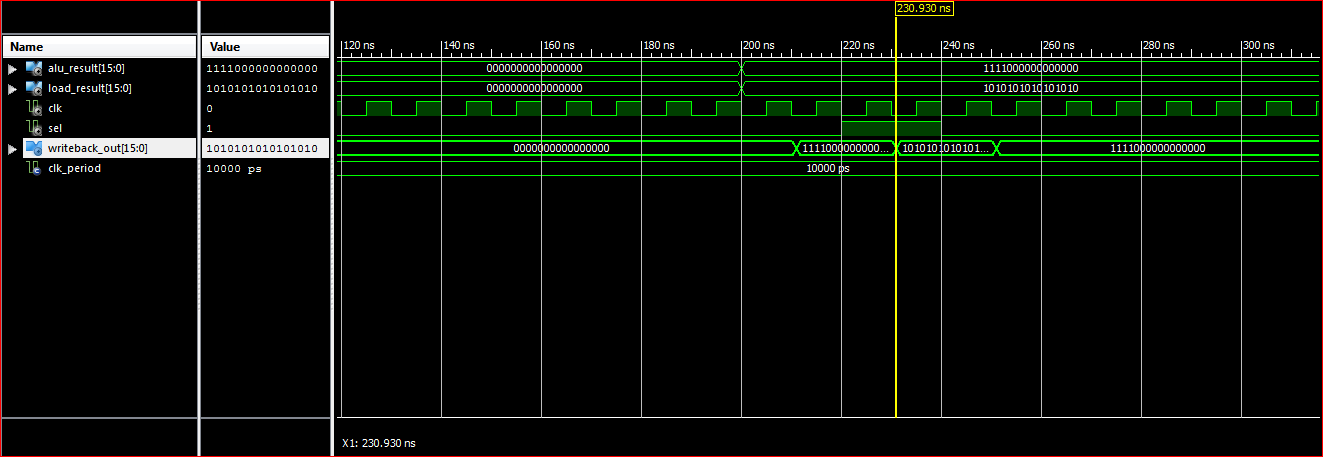 230.930 ns
Name Value 120 ns 140 ns 160 ns 180 ns 200 ns 220 ns 240 ns 260 ns 280 ns 300 ns
alu_result[15:0] 1111000000000000 0000000000000000 1111000000000000
load_result[15:0] 1010101010101010 0000000000000000 1010101010101010
clk 0
sel 1
writeback_out[15:0] 1010101010101010 0000000000000000 1111000000000... 1010101010101... 1111000000000000
clk_period 10000 ps 10000 ps
X1: 230.930 ns